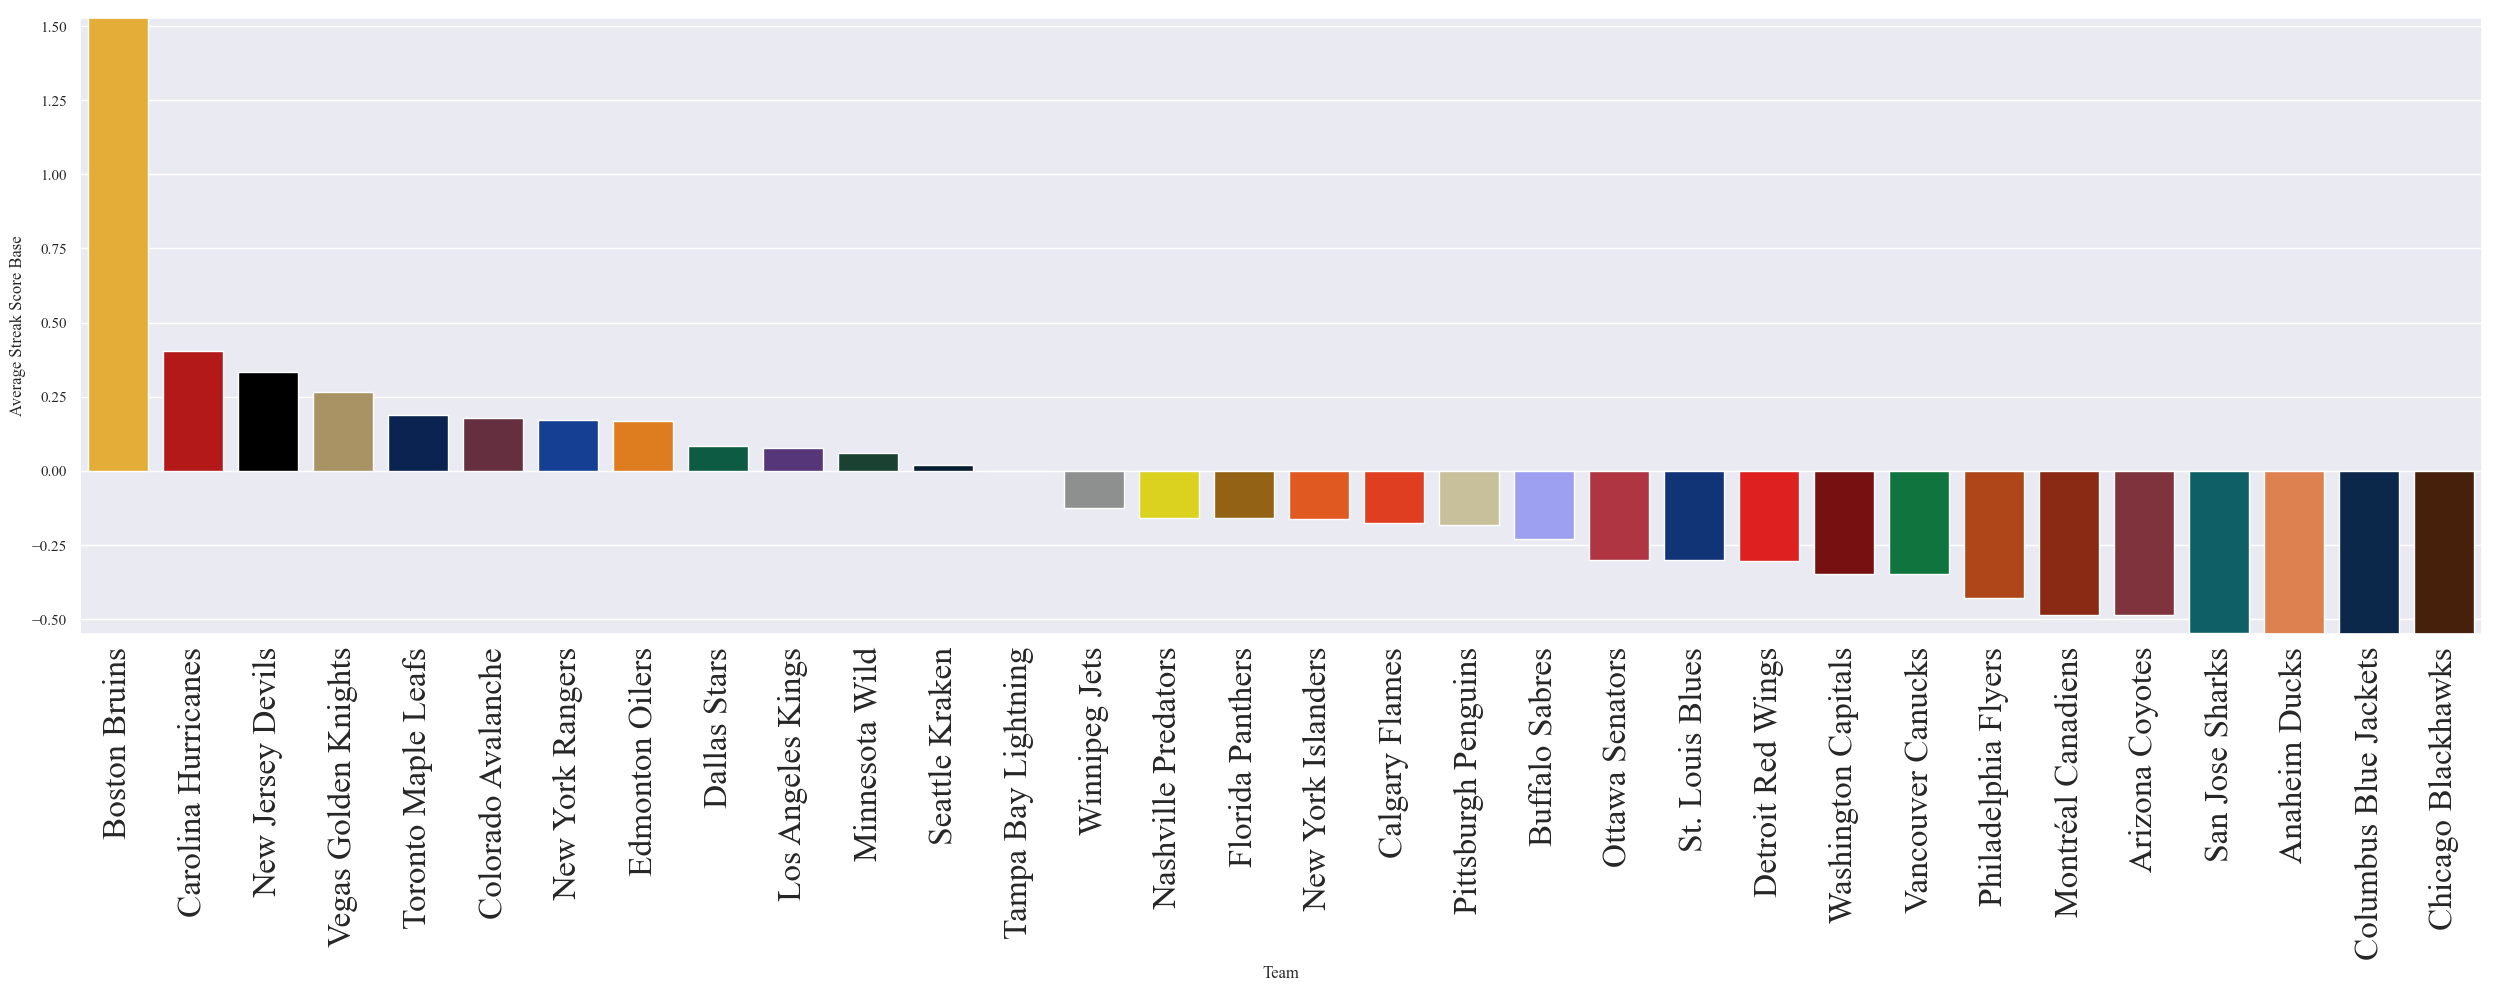 1.50
1.25
1.00
0.75
0.50
0.25
0.00
−0.25
−0.50
Average Streak Score Base
Boston Bruins
Carolina Hurricanes
New Jersey Devils
Vegas Golden Knights
Toronto Maple Leafs
Colorado Avalanche
New York Rangers
Edmonton Oilers
Dallas Stars
Los Angeles Kings
Minnesota Wild
Seattle Kraken
Tampa Bay Lightning
Winnipeg Jets
Nashville Predators
Florida Panthers
New York Islanders
Calgary Flames
Pittsburgh Penguins
Buffalo Sabres
Ottawa Senators
St. Louis Blues
Detroit Red Wings
Washington Capitals
Vancouver Canucks
Philadelphia Flyers
Montréal Canadiens
Arizona Coyotes
San Jose Sharks
Anaheim Ducks
Columbus Blue Jackets
Chicago Blackhawks
Team